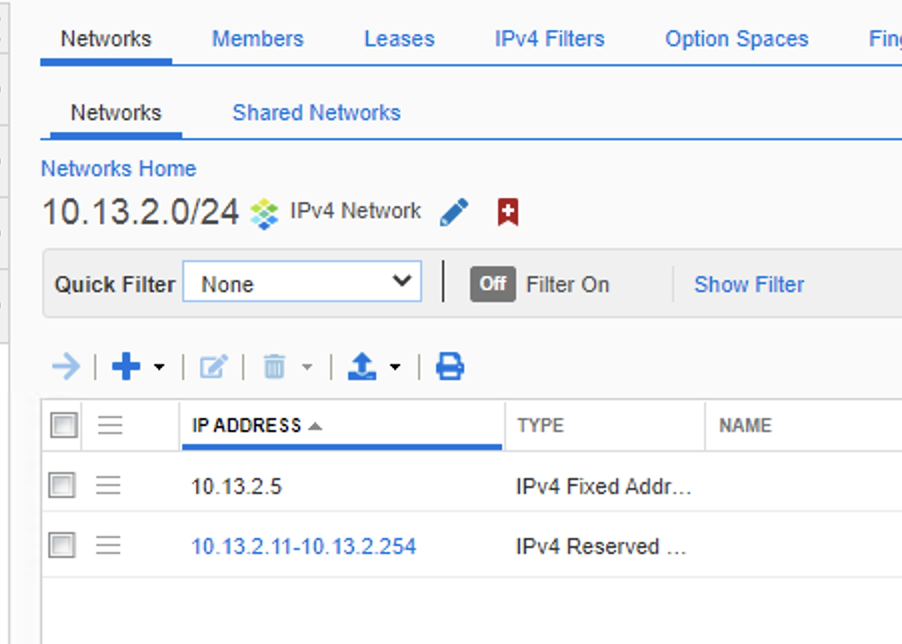 Networks Members Leases IPv4 Filters Option Spaces
Networks Shared Networks
Networks Home
10.13.2.0/24 IPv4 Network
Quick Filter None Off Filter On Show Filter
IP ADDRESS TYPE NAME
10.13.2.5 IPv4 Fixed Addr...
10.13.2.11-10.13.2.254 IPv4 Reserved ...